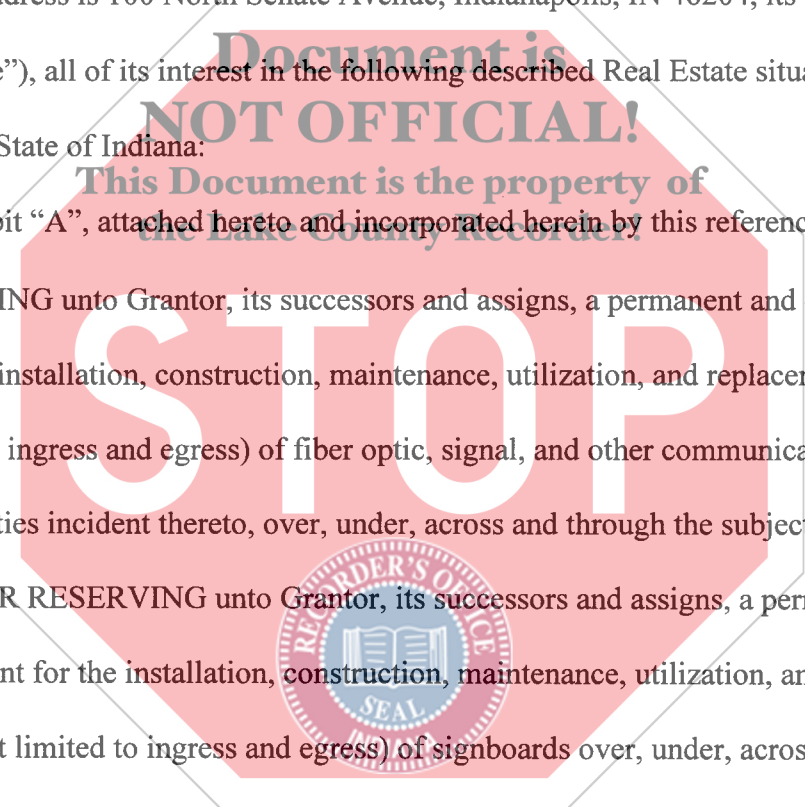 dress is 100 North Senate Avenue, Indianapolis, IN 46204, its
Document is
e”), all of its interest in the following described Real Estate situa
NOT OFFICIAL!
State of Indiana:
This Document is the property of
bit “A”, attached hereto and incorporated herein by this referenc
the Lake County Recorder!
ING unto Grantor, its successors and assigns, a permanent and
STOP
installation, construction, maintenance, utilization, and replacer
ingress and egress) of fiber optic, signal, and other communica
ties incident thereto, over, under, across and through the subject
R RESERVING unto Grantor, its successors and assigns, a perr
RECORDER'S OFFICE
nt for the installation, construction, maintenance, utilization, an
SEAL
t limited to ingress and egress) of signboards over, under, acros
INDIANA